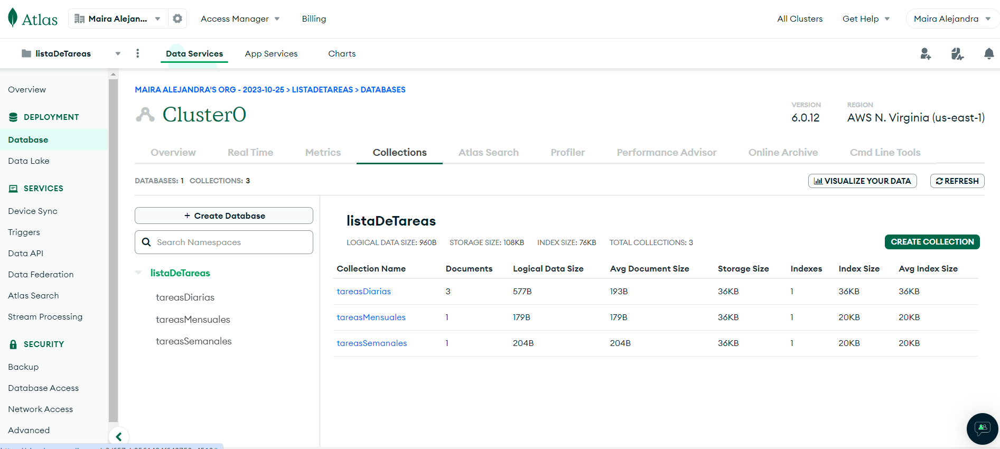 Atlas
Maira Alejan...
Access Manager
Billing
All Clusters
Get Help
Maira Alejandra
listaDeTareas
Data Services
App Services
Charts
Overview
DEPLOYMENT
Database
Data Lake
SERVICES
Device Sync
Triggers
Data API
Data Federation
Atlas Search
Stream Processing
SECURITY
Backup
Database Access
Network Access
Advanced
MAIRA ALEJANDRA'S ORG - 2023-10-25 > LISTADETAREAS > DATABASES
Cluster0
VERSION
6.0.12
REGION
AWS N. Virginia (us-east-1)
Overview
Real Time
Metrics
Collections
Atlas Search
Profiler
Performance Advisor
Online Archive
Cmd Line Tools
DATABASES: 1 COLLECTIONS: 3
VISUALIZE YOUR DATA
REFRESH
+ Create Database
Search Namespaces
listaDeTareas
tareasDiarias
tareasMensuales
tareasSemanales
listaDeTareas
LOGICAL DATA SIZE: 960B STORAGE SIZE: 108KB INDEX SIZE: 76KB TOTAL COLLECTIONS: 3
CREATE COLLECTION
Collection Name Documents Logical Data Size Avg Document Size Storage Size Indexes Index Size Avg Index Size
tareasDiarias 3 577B 193B 36KB 1 36KB 36KB
tareasMensuales 1 179B 179B 36KB 1 20KB 20KB
tareasSemanales 1 204B 204B 36KB 1 20KB 20KB